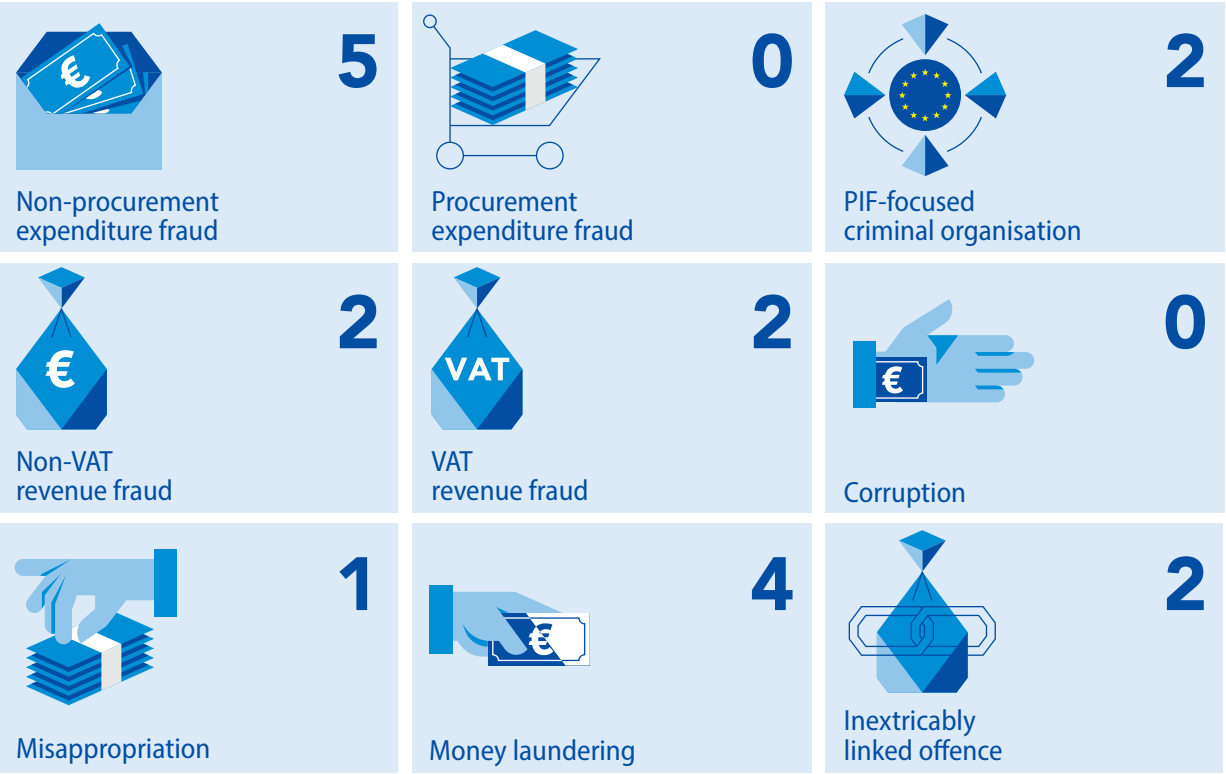 €
5
Non-procurement
expenditure fraud
0
Procurement
expenditure fraud
2
PIF-focused
criminal organisation
€
2
Non-VAT
revenue fraud
VAT
2
VAT
revenue fraud
€
0
Corruption
1
Misappropriation
€
4
Money laundering
2
Inextricably
linked offence